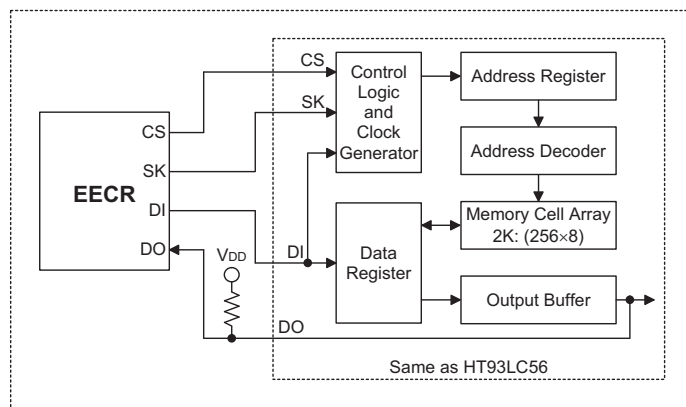 CS
SK
DI
DO
EECR
VDD
CS
SK
DI
DO
Control
Logic
and
Clock
Generator
Address Register
Address Decoder
Memory Cell Array
2K: (256×8)
Data
Register
Output Buffer
Same as HT93LC56